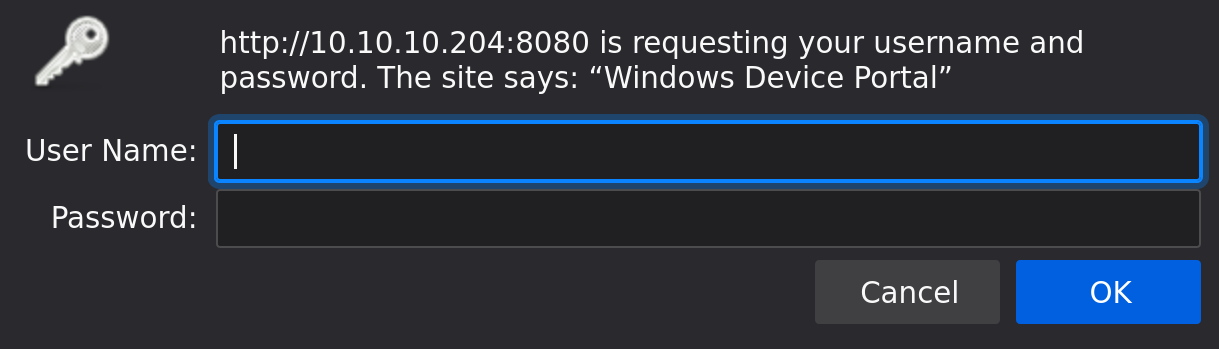 http://10.10.10.204:8080 is requesting your username and
password. The site says: “Windows Device Portal”
User Name:
Password:
Cancel OK